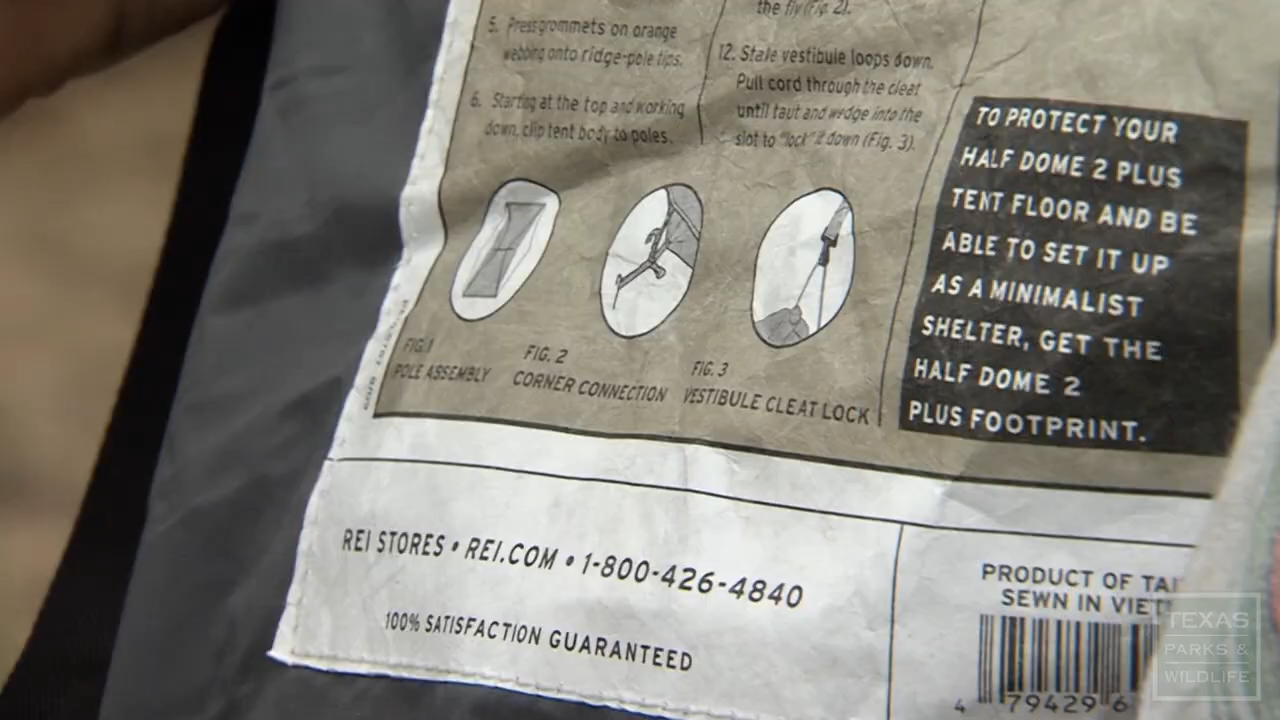 the fly (Fig. 2).
5. Press grommets on orange
webbing onto ridge-pole tips.
6. Starting at the top and working
down, clip tent body to poles.
12. Stake vestibule loops down.
Pull cord through the cleat
until taut and wedge into the
slot to "lock" it down (Fig. 3).
TO PROTECT YOUR
HALF DOME 2 PLUS
TENT FLOOR AND BE
ABLE TO SET IT UP
AS A MINIMALIST
SHELTER, GET THE
HALF DOME 2
PLUS FOOTPRINT.
FIG. 1
POLE ASSEMBLY
FIG. 2
CORNER CONNECTION
FIG. 3
VESTIBULE CLEAT LOCK
REI STORES • REI.COM • 1-800-426-4840
100% SATISFACTION GUARANTEED
PRODUCT OF TAI
SEWN IN VIET
4 79429 6
TEXAS
PARKS &
WILDLIFE